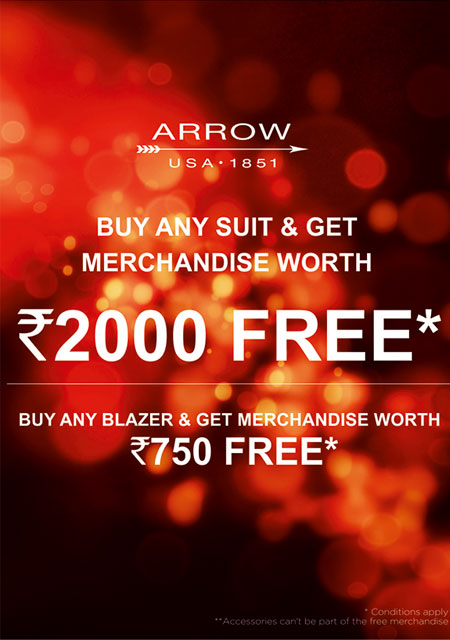 ARROW
USA·1851
BUY ANY SUIT & GET
MERCHANDISE WORTH
₹2000 FREE*
BUY ANY BLAZER & GET MERCHANDISE WORTH
₹750 FREE*
* Conditions apply
**Accessories can't be part of the free merchandise